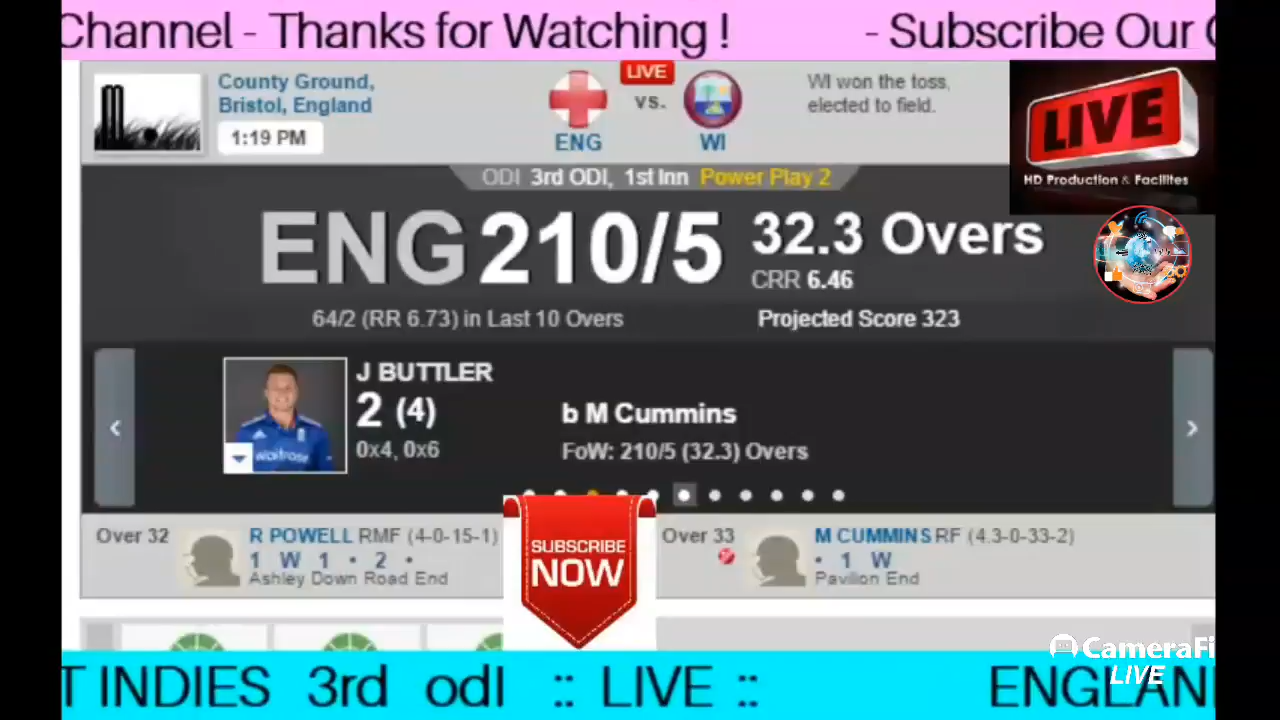 Channel - Thanks for Watching !
- Subscribe Our
County Ground,
Bristol, England
1:19 PM
LIVE
vs.
ENG
WI
WI won the toss,
elected to field.
LIVE
HD Production & Facilites
ODI 3rd ODI, 1st Inn Power Play 2
ENG 210/5
32.3 Overs
CRR 6.46
64/2 (RR 6.73) in Last 10 Overs
Projected Score 323
J BUTTLER
2 (4)
0x4, 0x6
b M Cummins
FoW: 210/5 (32.3) Overs
waitrose
Over 32
R POWELL RMF (4-0-15-1)
1 W 1 • 2 •
Ashley Down Road End
SUBSCRIBE
NOW
Over 33
M CUMMINS RF (4.3-0-33-2)
• 1 W
Pavilion End
CameraFi
LIVE
T INDIES 3rd odI :: LIVE ::
ENGLAN